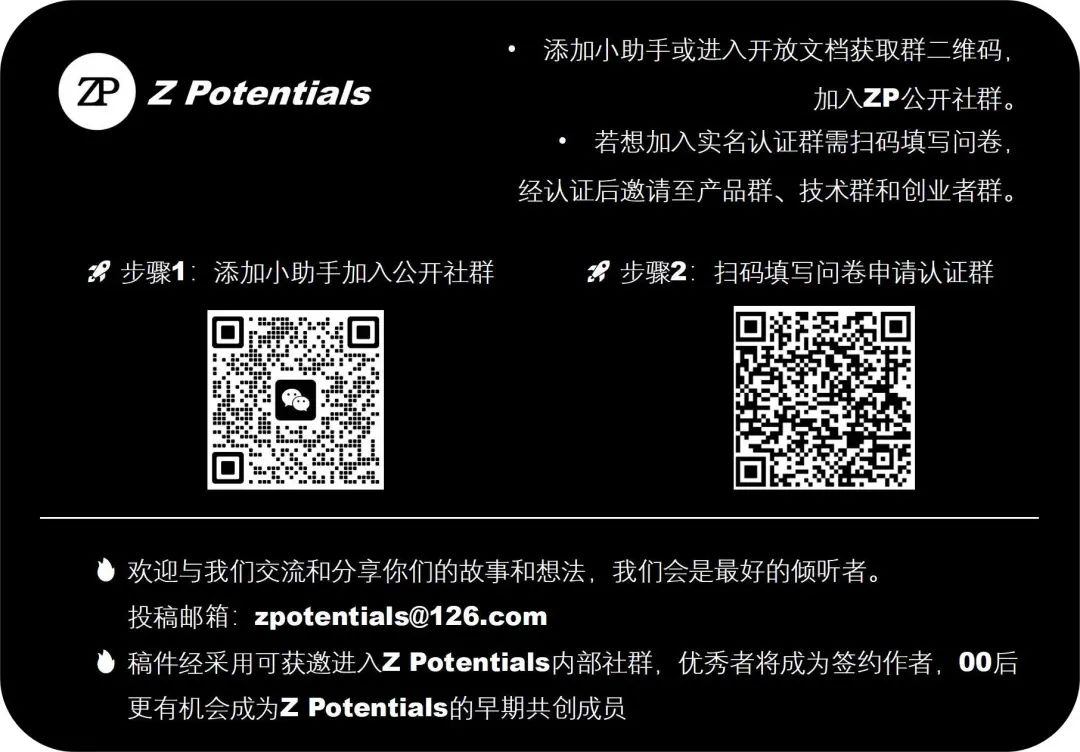 ZP Z Potentials
• 添加小助手或进入开放文档获取群二维码，
加入ZP公开社群。
• 若想加入实名认证群需扫码填写问卷，
经认证后邀请至产品群、技术群和创业者群。
步骤1：添加小助手加入公开社群
步骤2：扫码填写问卷申请认证群
欢迎与我们交流和分享你们的故事和想法，我们会是最好的倾听者。
投稿邮箱：zpotentials@126.com
稿件经采用可获邀进入Z Potentials内部社群，优秀者将成为签约作者，00后
更有机会成为Z Potentials的早期共创成员